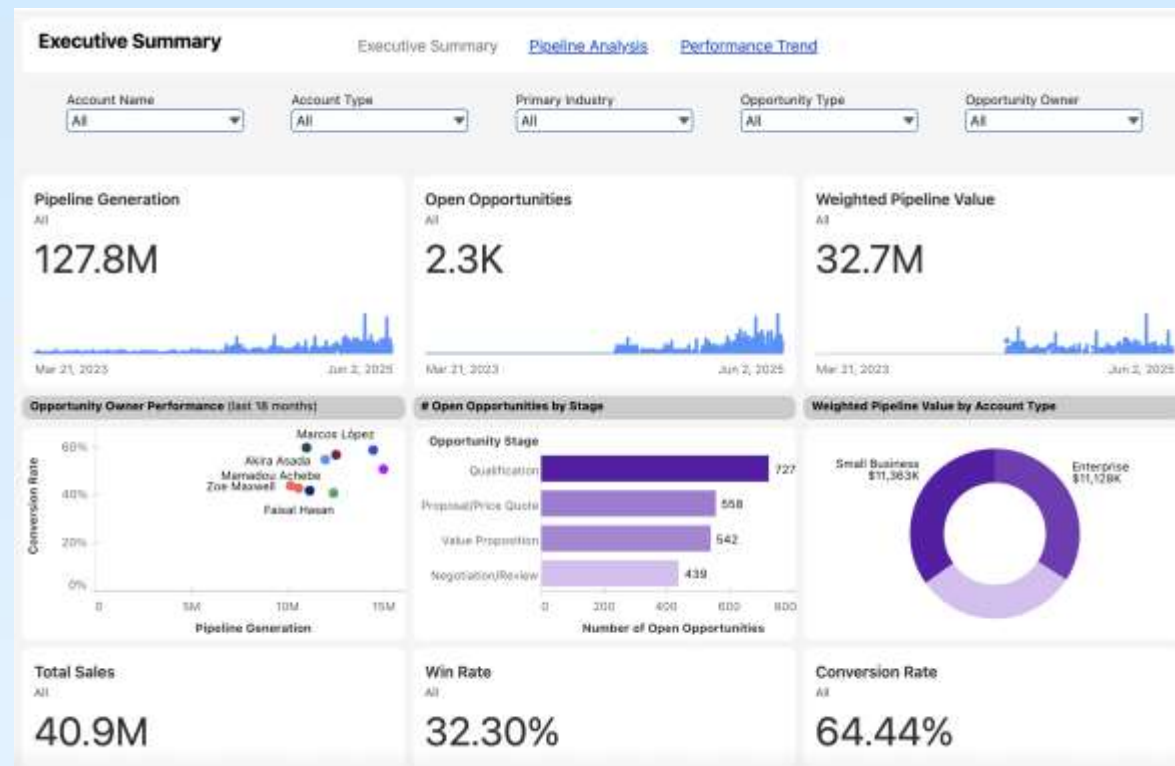 Executive Summary
Executive Summary Pipeline Analysis Performance Trend
Account Name Account Type Primary Industry Opportunity Type Opportunity Owner
All All All All All
Pipeline Generation
All
127.8M
Mar 21, 2023 Jun 2, 2025
Open Opportunities
All
2.3K
Mar 21, 2023 Jun 2, 2025
Weighted Pipeline Value
All
32.7M
Mar 21, 2023 Jun 2, 2025
Opportunity Owner Performance (last 18 months)
Conversion Rate
60%
40%
20%
0%
Marcos López
Akira Asada
Mamadou Achebe
Zoe Maxwell
Faisal Hasan
0 5M 10M 15M
Pipeline Generation
# Open Opportunities by Stage
Opportunity Stage
Qualification 727
Proposal/Price Quote 558
Value Proposition 542
Negotiation/Review 439
0 200 400 600 800
Number of Open Opportunities
Weighted Pipeline Value by Account Type
Small Business
$11,363K
Enterprise
$11,128K
Total Sales
All
40.9M
Win Rate
All
32.30%
Conversion Rate
All
64.44%